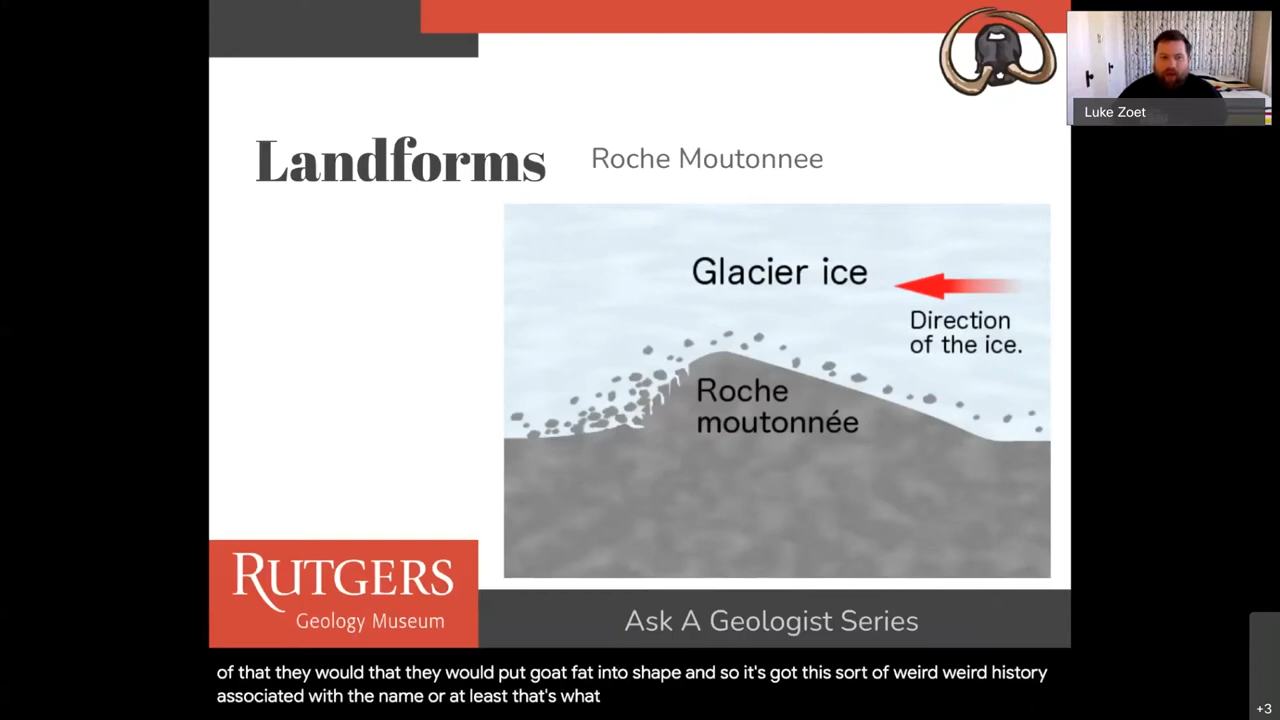 Luke Zoet
Landforms
Roche Moutonnee
Glacier ice
Direction
of the ice.
Roche
moutonnée
RUTGERS
Geology Museum
Ask A Geologist Series
of that they would that they would put goat fat into shape and so it's got this sort of weird weird history
associated with the name or at least that's what
+3